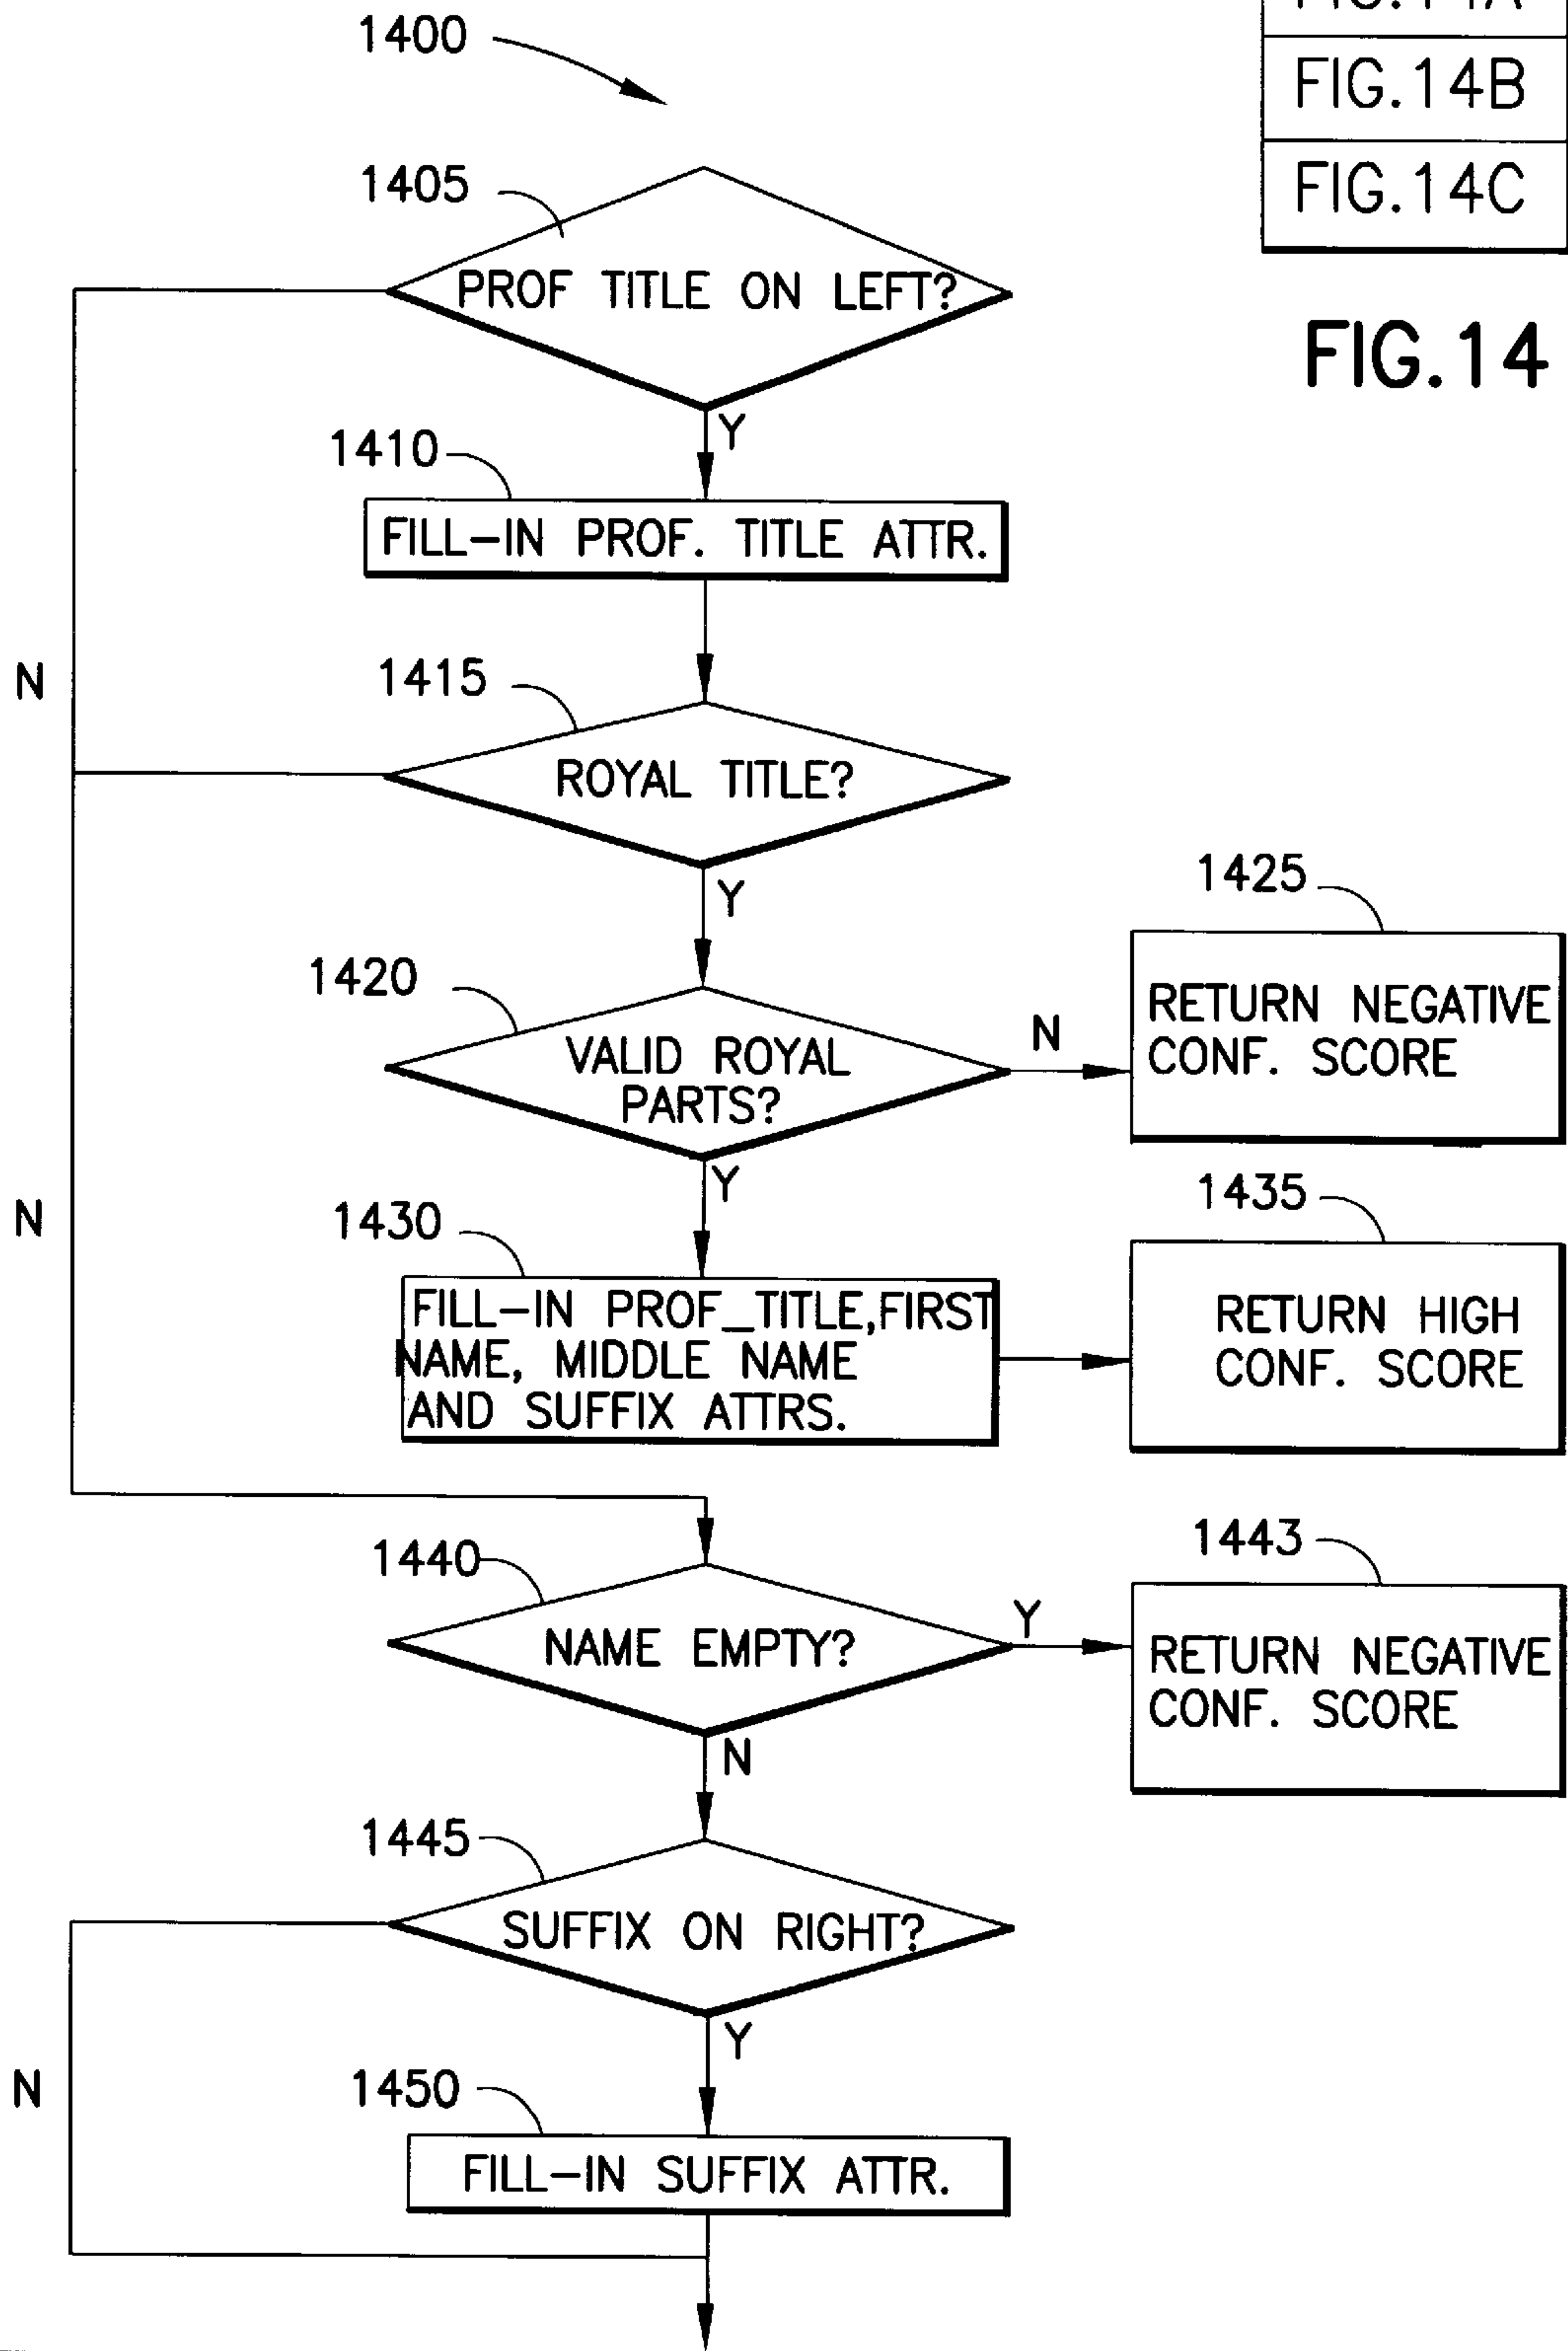 1400
FIG.14B
FIG.14C
FIG.14
1405
PROF TITLE ON LEFT?
Y
1410
FILL-IN PROF. TITLE ATTR.
N
1415
ROYAL TITLE?
Y
1425
RETURN NEGATIVE
CONF. SCORE
1420
VALID ROYAL
PARTS?
N
Y
N
1430
FILL-IN PROF_TITLE,FIRST
NAME, MIDDLE NAME
AND SUFFIX ATTRS.
1435
RETURN HIGH
CONF. SCORE
1440
NAME EMPTY?
Y
1443
RETURN NEGATIVE
CONF. SCORE
N
1445
SUFFIX ON RIGHT?
Y
N
1450
FILL-IN SUFFIX ATTR.